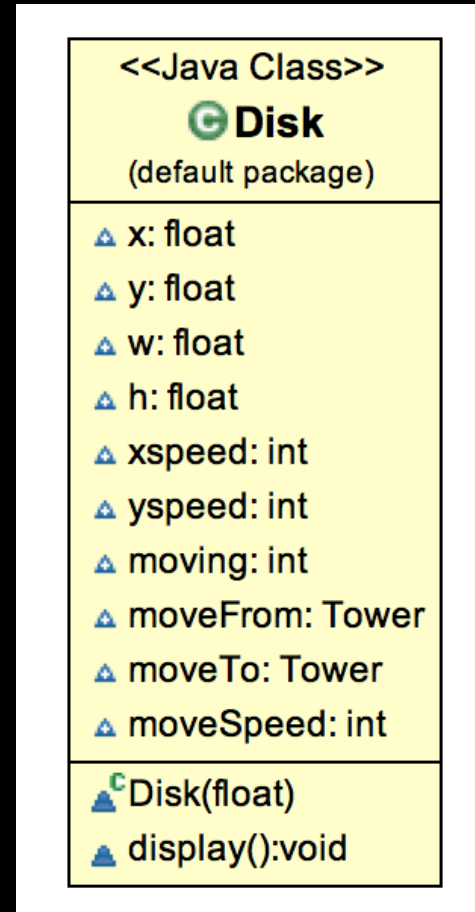 <<Java Class>>
Disk
(default package)
x: float
y: float
w: float
h: float
xspeed: int
yspeed: int
moving: int
moveFrom: Tower
moveTo: Tower
moveSpeed: int
Disk(float)
display():void